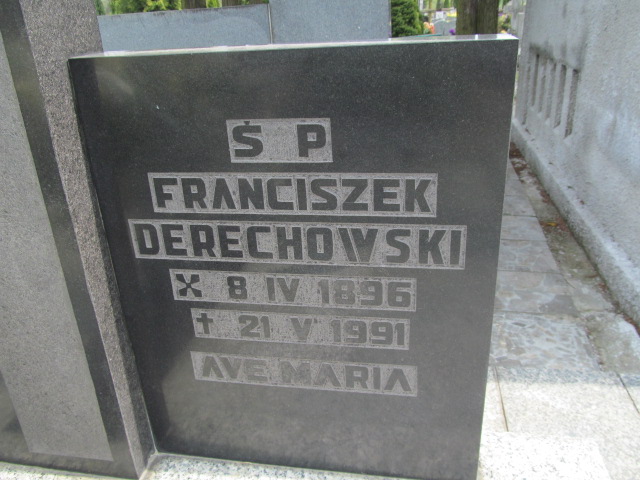 Ś P
FRANCISZEK
DERECHOWSKI
8 IV 1896
† 21 V 1991
AVE MARIA